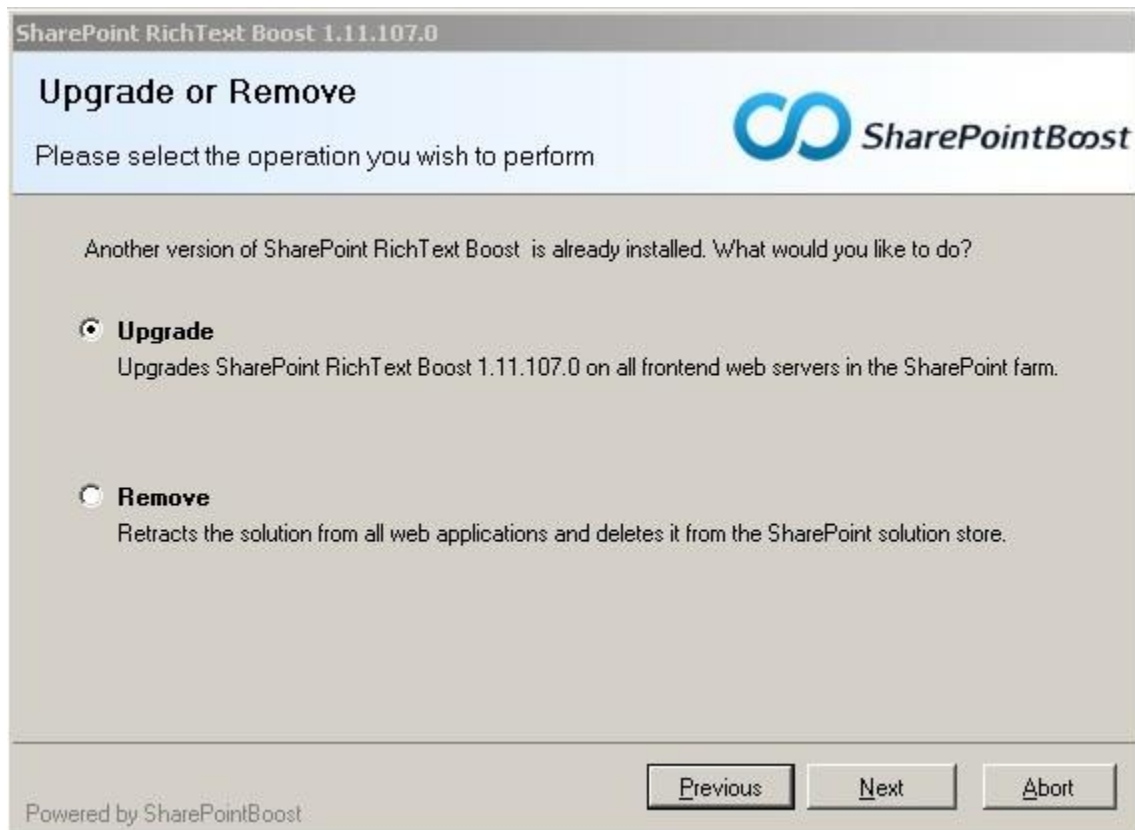 SharePoint RichText Boost 1.11.107.0
Upgrade or Remove
SharePointBoost
Please select the operation you wish to perform
Another version of SharePoint RichText Boost is already installed. What would you like to do?
Upgrade
Upgrades SharePoint RichText Boost 1.11.107.0 on all frontend web servers in the SharePoint farm.
Remove
Retracts the solution from all web applications and deletes it from the SharePoint solution store.
Previous Next Abort
Powered by SharePointBoost